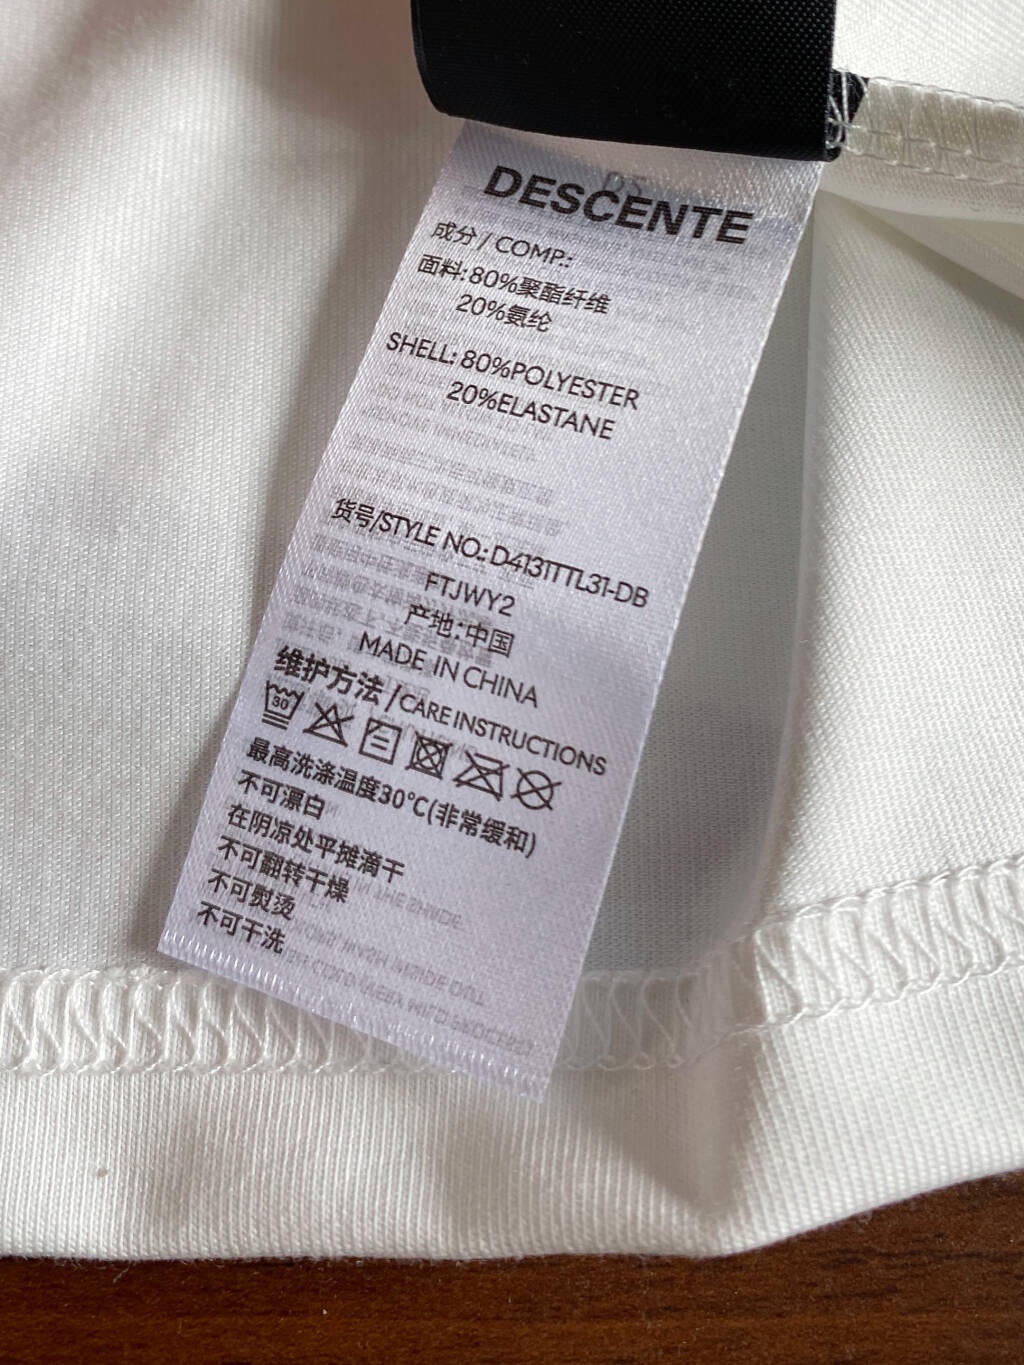 DESCENTE
成分 / COMP.:
面料: 80%聚酯纤维
20%氨纶
SHELL: 80%POLYESTER
20%ELASTANE
货号/STYLE NO.: D4131TTL31-DB
FTJWY2
产地: 中国
MADE IN CHINA
维护方法 /CARE INSTRUCTIONS
30
最高洗涤温度30°C(非常缓和)
不可漂白
在阴凉处平摊滴干
不可翻转干燥
不可熨烫
不可干洗